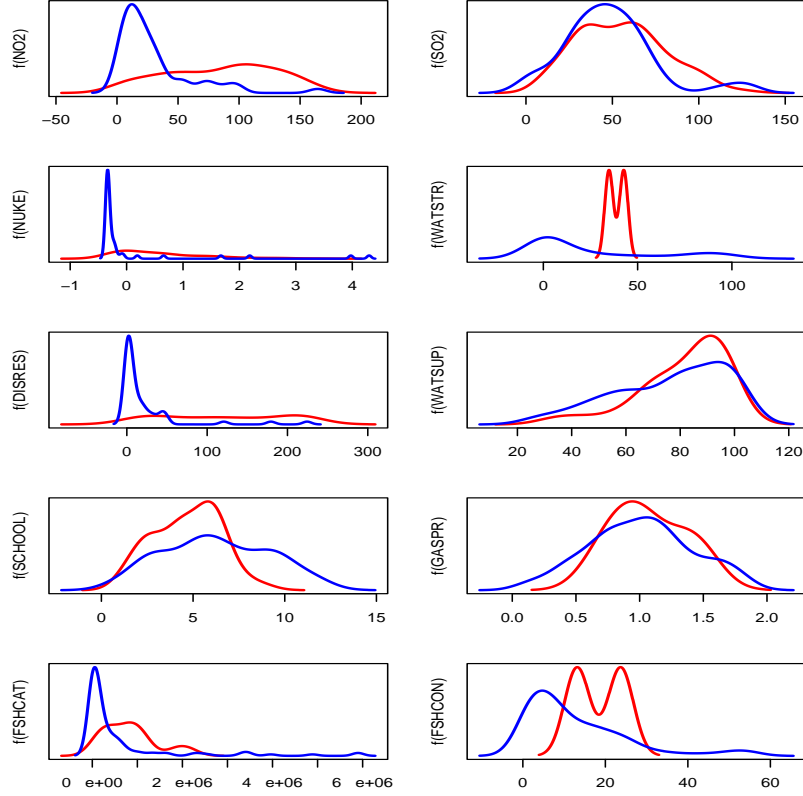 f(NO2)
−50 0 50 100 150 200
f(SO2)
0 50 100 150
f(NUKE)
−1 0 1 2 3 4
f(WATSTR)
0 50 100
f(DISRES)
0 100 200 300
f(WATSUP)
20 40 60 80 100 120
f(SCHOOL)
0 5 10 15
f(GASPR)
0.0 0.5 1.0 1.5 2.0
f(FSHCAT)
0 e+00 2 e+06 4 e+06 6 e+06
f(FSHCON)
0 20 40 60